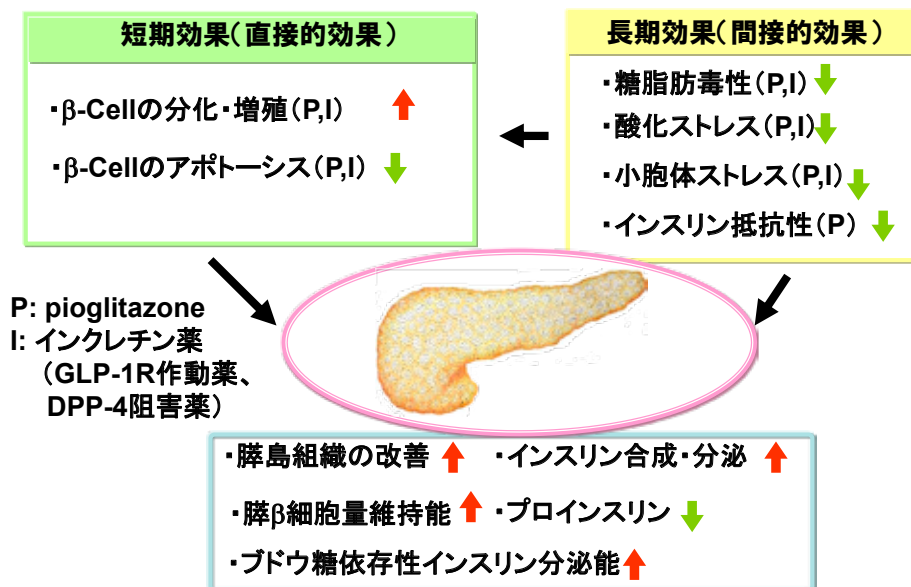 短期効果（直接的効果）
・β-Cellの分化・増殖（P,I）
・β-Cellのアポトーシス（P,I）
長期効果（間接的効果）
・糖脂肪毒性（P,I）
・酸化ストレス（P,I）
・小胞体ストレス（P,I）
・インスリン抵抗性（P）
P: pioglitazone
I: インクレチン薬
（GLP-1R作動薬、
DPP-4阻害薬）
・膵島組織の改善 ・インスリン合成・分泌
・膵β細胞量維持能 ・プロインスリン
・ブドウ糖依存性インスリン分泌能